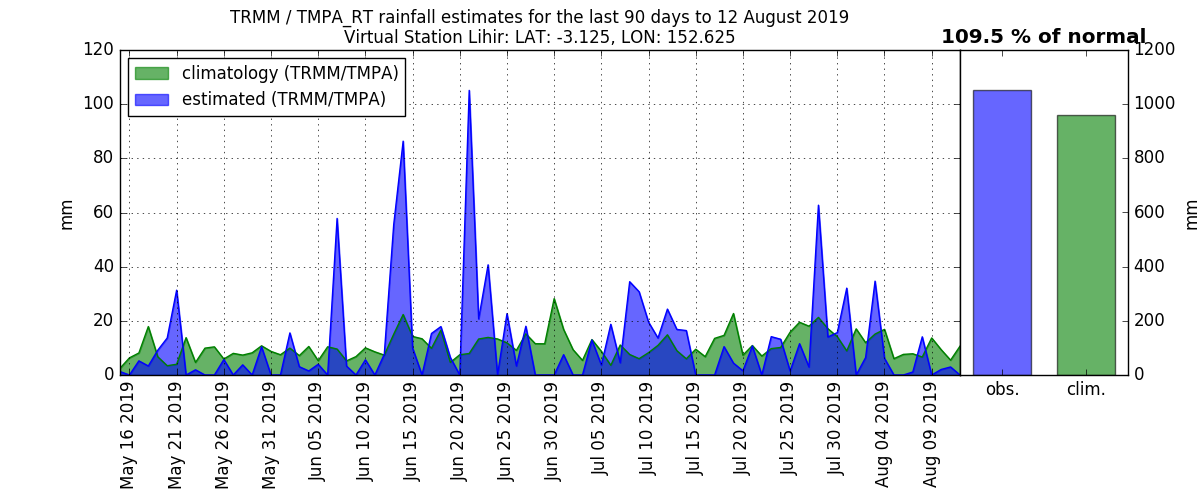 TRMM / TMPA_RT rainfall estimates for the last 90 days to 12 August 2019
Virtual Station Lihir: LAT: -3.125, LON: 152.625
109.5 % of normal
climatology (TRMM/TMPA)
estimated (TRMM/TMPA)
mm
120
100
80
60
40
20
0
May 16 2019
May 21 2019
May 26 2019
May 31 2019
Jun 05 2019
Jun 10 2019
Jun 15 2019
Jun 20 2019
Jun 25 2019
Jun 30 2019
Jul 05 2019
Jul 10 2019
Jul 15 2019
Jul 20 2019
Jul 25 2019
Jul 30 2019
Aug 04 2019
Aug 09 2019
obs.
clim.
1200
1000
800
600
400
200
0
mm